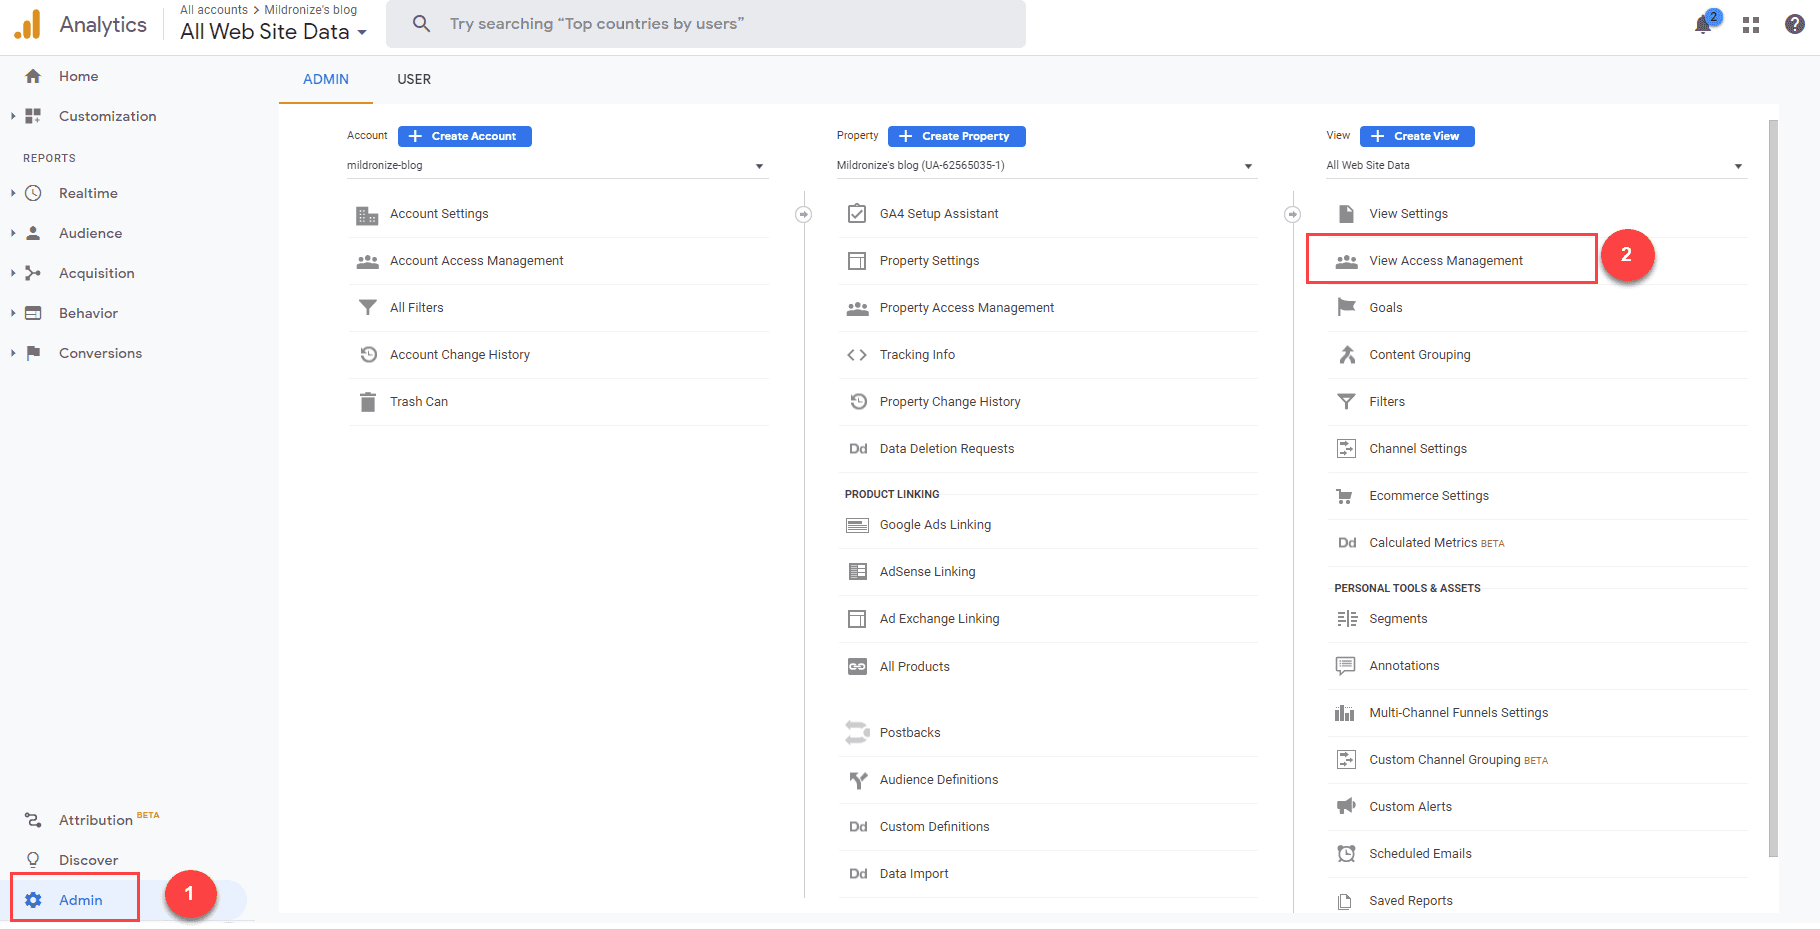 Analytics
All accounts > Mildronize's blog
All Web Site Data
Try searching “Top countries by users”
2
Home
Customization
REPORTS
Realtime
Audience
Acquisition
Behavior
Conversions
Attribution BETA
Discover
Admin
1
ADMIN
USER
Account
Create Account
mildronize-blog
Account Settings
Account Access Management
All Filters
Account Change History
Trash Can
Property
Create Property
Mildronize's blog (UA-62565035-1)
GA4 Setup Assistant
Property Settings
Property Access Management
Tracking Info
Property Change History
Dd Data Deletion Requests
PRODUCT LINKING
Google Ads Linking
AdSense Linking
Ad Exchange Linking
All Products
Postbacks
Audience Definitions
Dd Custom Definitions
Dd Data Import
View
Create View
All Web Site Data
View Settings
View Access Management
2
Goals
Content Grouping
Filters
Channel Settings
Ecommerce Settings
Dd Calculated Metrics BETA
PERSONAL TOOLS & ASSETS
Segments
Annotations
Multi-Channel Funnels Settings
Custom Channel Grouping BETA
Custom Alerts
Scheduled Emails
Saved Reports